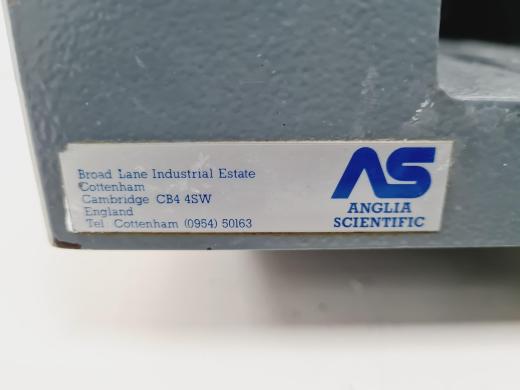 Broad Lane Industrial Estate
Cottenham
Cambridge CB4 4SW
England
Tel: Cottenham (0954) 50163
AS
ANGLIA
SCIENTIFIC